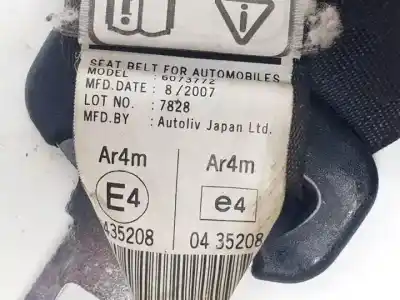 SEAT BELT FOR AUTOMOBILES
MODEL : 6073772
MFD.DATE : 8/2007
LOT NO. : 7828
MFD.BY : Autoliv Japan Ltd.
Ar4m Ar4m
E4 e4
435208 04 35208